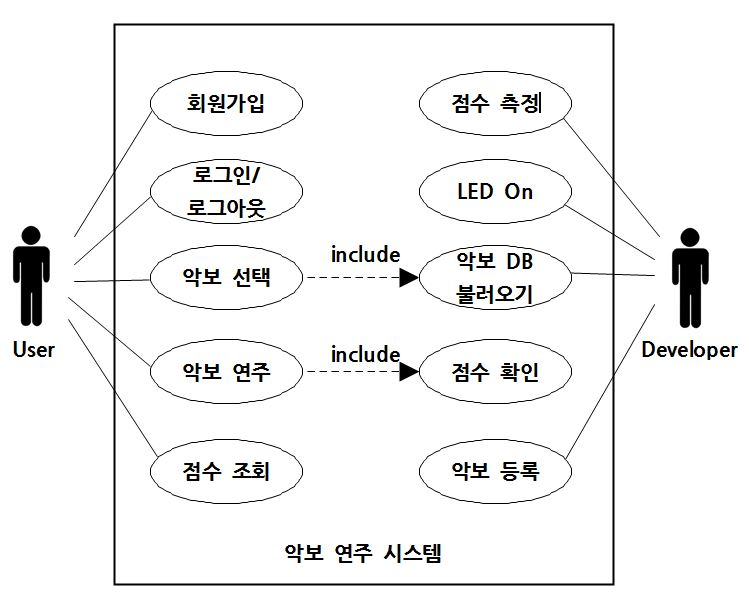 회원가입
점수 측정
로그인/
로그아웃
LED On
include
악보 선택
악보 DB
불러오기
User
Developer
include
악보 연주
점수 확인
점수 조회
악보 등록
악보 연주 시스템